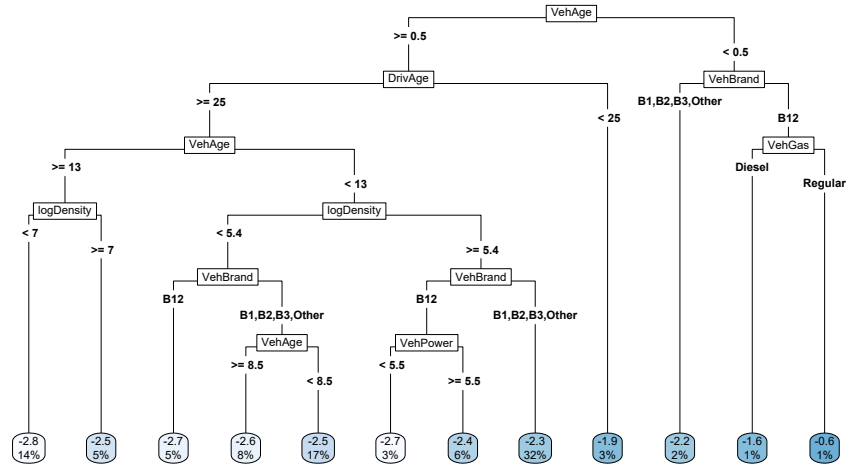 VehAge
>= 0.5
< 0.5
DrivAge
VehBrand
>= 25
B1,B2,B3,Other
B12
< 25
VehAge
VehGas
>= 13
Diesel
< 13
Regular
logDensity
logDensity
< 7
< 5.4
>= 7
>= 5.4
VehBrand
VehBrand
B12
B12
B1,B2,B3,Other
B1,B2,B3,Other
VehAge
VehPower
>= 8.5
< 5.5
< 8.5
>= 5.5
-2.8 -2.5 -2.7 -2.6 -2.5 -2.7 -2.4 -2.3 -1.9 -2.2 -1.6 -0.6
14% 5% 5% 8% 17% 3% 6% 32% 3% 2% 1% 1%